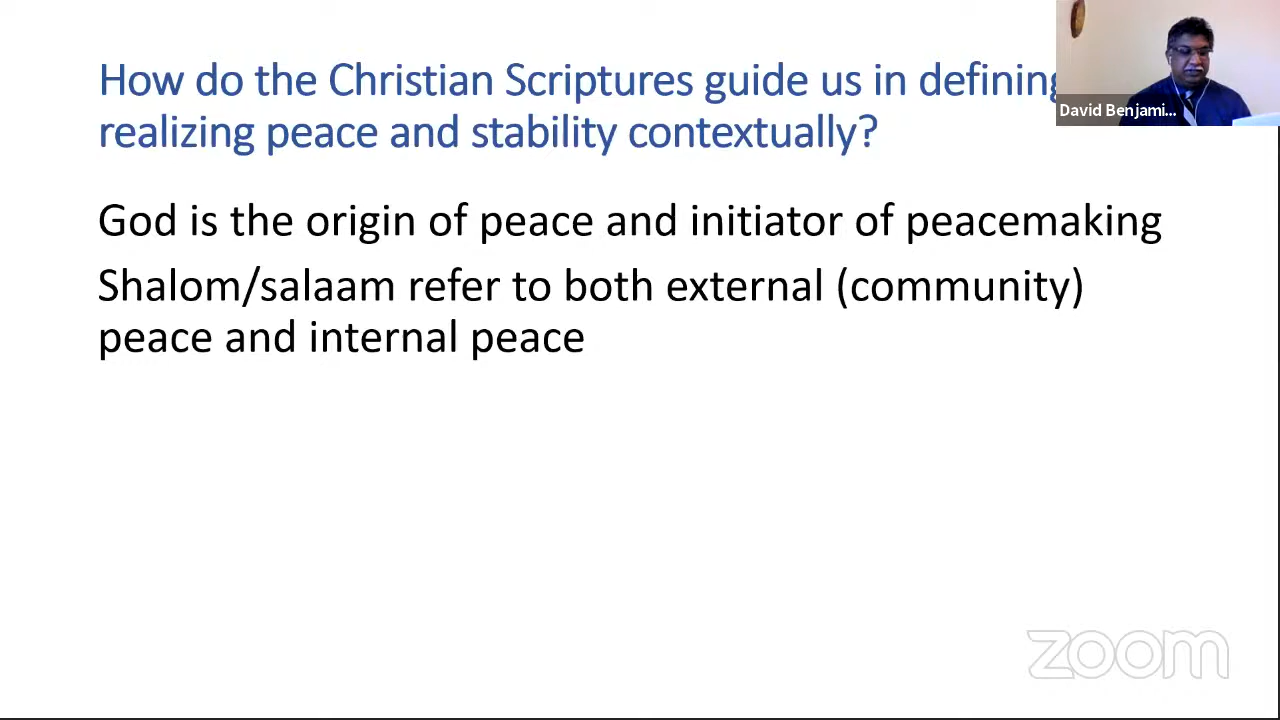 How do the Christian Scriptures guide us in defining
realizing peace and stability contextually?
David Benjami...
God is the origin of peace and initiator of peacemaking
Shalom/salaam refer to both external (community)
peace and internal peace
zoom